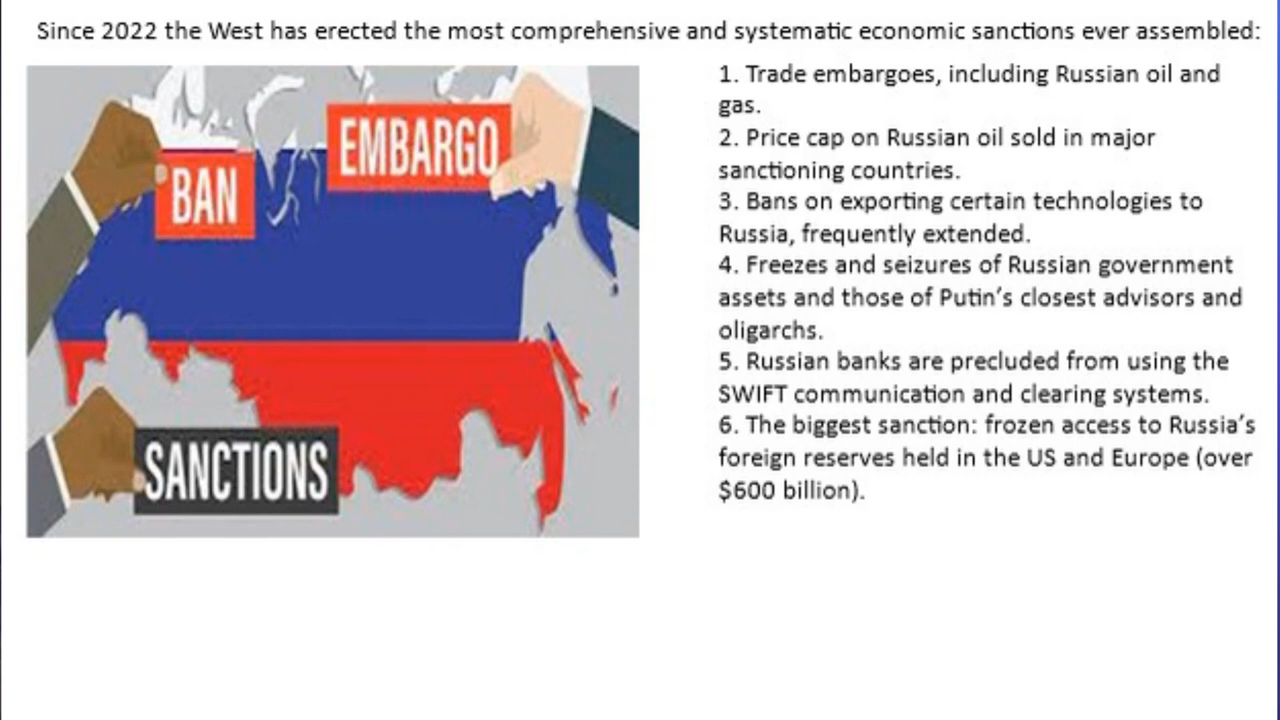 Since 2022 the West has erected the most comprehensive and systematic economic sanctions ever assembled:
BAN
EMBARGO
SANCTIONS
1. Trade embargoes, including Russian oil and
gas.
2. Price cap on Russian oil sold in major
sanctioning countries.
3. Bans on exporting certain technologies to
Russia, frequently extended.
4. Freezes and seizures of Russian government
assets and those of Putin's closest advisors and
oligarchs.
5. Russian banks are precluded from using the
SWIFT communication and clearing systems.
6. The biggest sanction: frozen access to Russia's
foreign reserves held in the US and Europe (over
$600 billion).